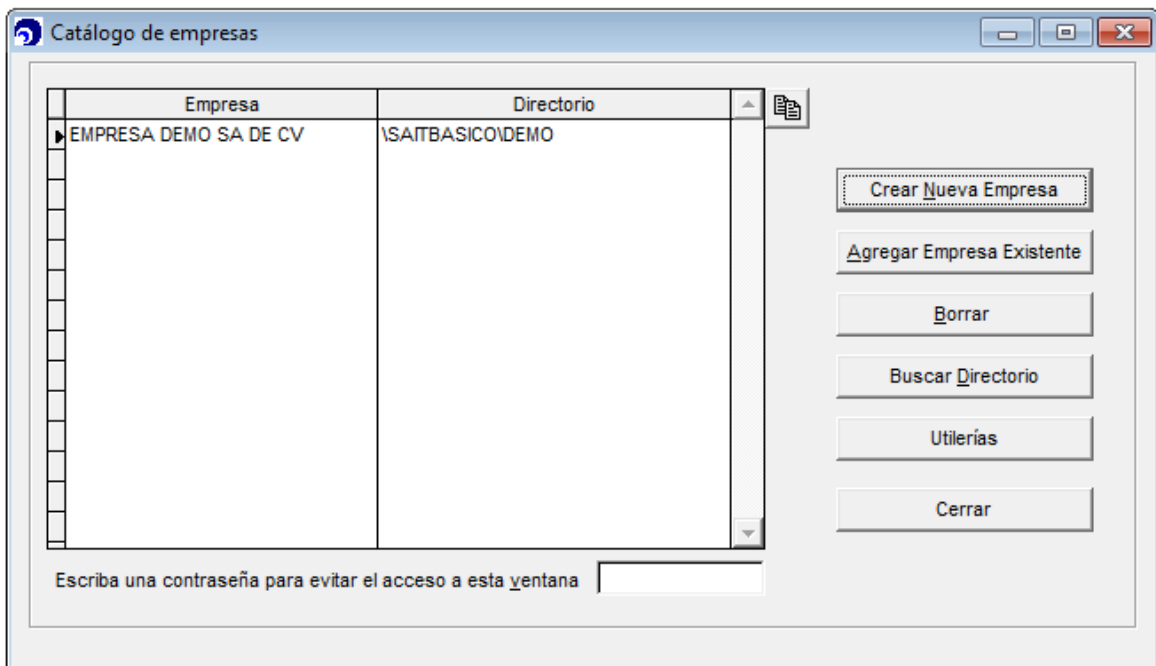 Catálogo de empresas
Empresa Directorio
EMPRESA DEMO SA DE CV \SAITBASICO\DEMO
Crear Nueva Empresa
Agregar Empresa Existente
Borrar
Buscar Directorio
Utilerías
Cerrar
Escriba una contraseña para evitar el acceso a esta ventana